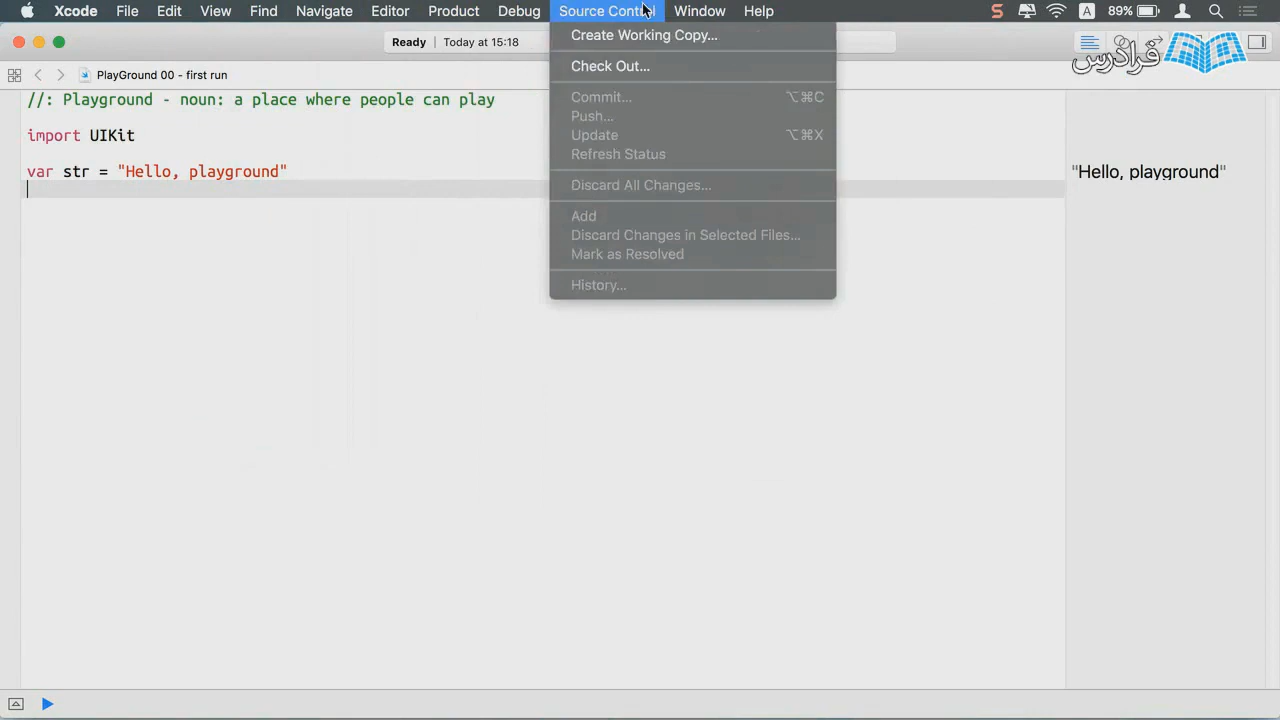 Xcode File Edit View Find Navigate Editor Product Debug Source Cont Window Help S A 89%
Ready | Today at 15:18
فرادرس
PlayGround 00 - first run
//: Playground - noun: a place where people can play
import UIKit
var str = "Hello, playground"
"Hello, playground"
Create Working Copy...
Check Out...
Commit... ⌥⌘C
Push...
Update ⌥⌘X
Refresh Status
Discard All Changes...
Add
Discard Changes in Selected Files...
Mark as Resolved
History...